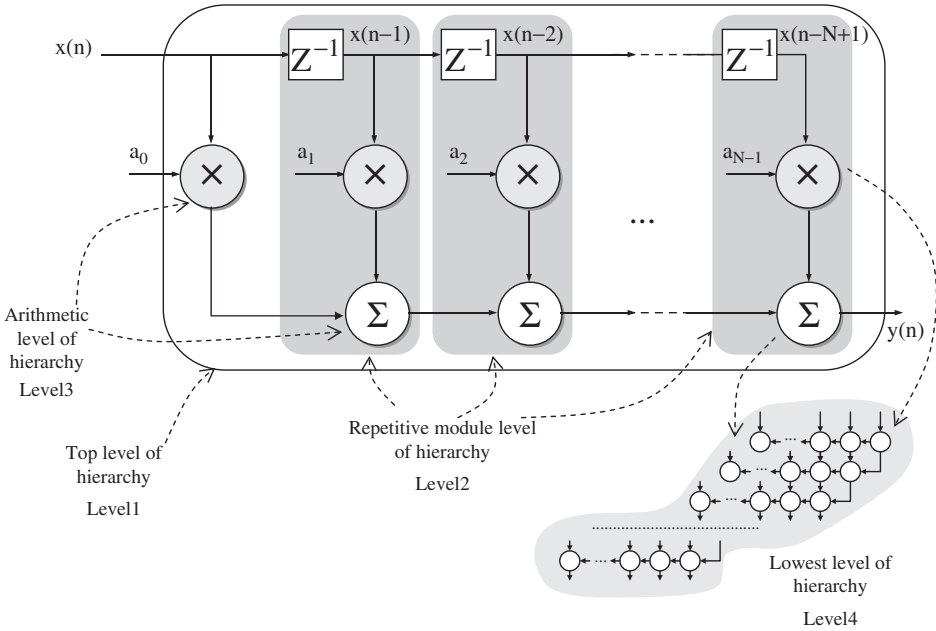 x(n)
Z⁻¹
x(n−1)
Z⁻¹
x(n−2)
Z⁻¹
x(n−N+1)
a₀
×
a₁
×
a₂
×
a_{N−1}
×
...
Σ
Σ
Σ
y(n)
Arithmetic
level of
hierarchy
Level3
Top level of
hierarchy
Level1
Repetitive module level
of hierarchy
Level2
...
...
...
...
Lowest level of
hierarchy
Level4